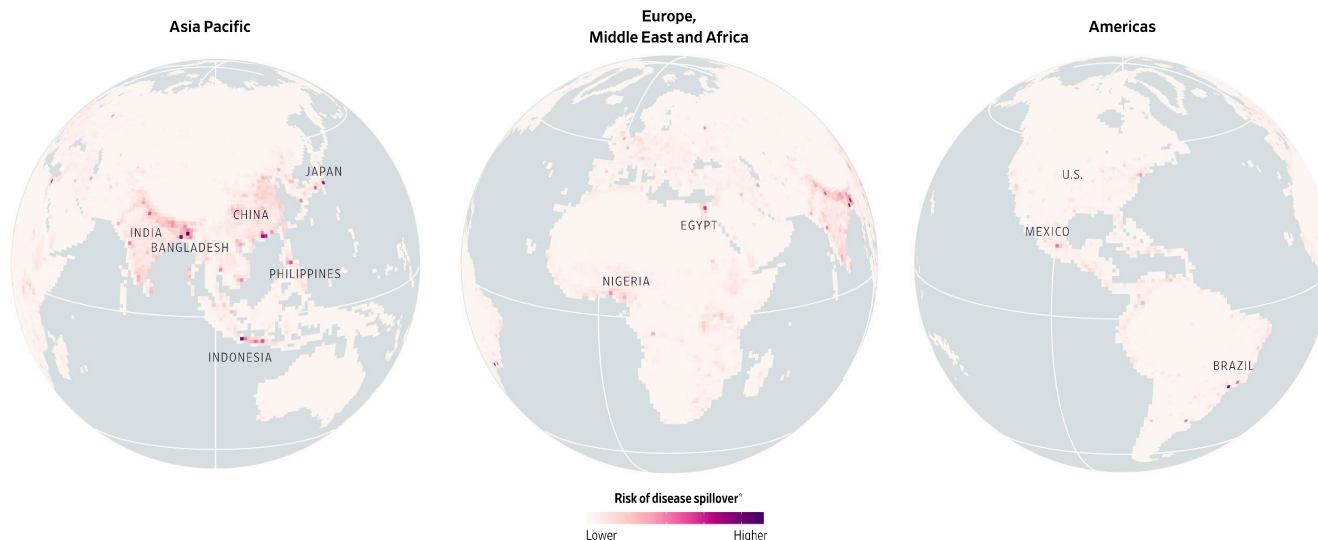 Asia Pacific
Europe,
Middle East and Africa
Americas
JAPAN
CHINA
INDIA
BANGLADESH
PHILIPPINES
INDONESIA
EGYPT
NIGERIA
U.S.
MEXICO
BRAZIL
Risk of disease spillover*
Lower
Higher